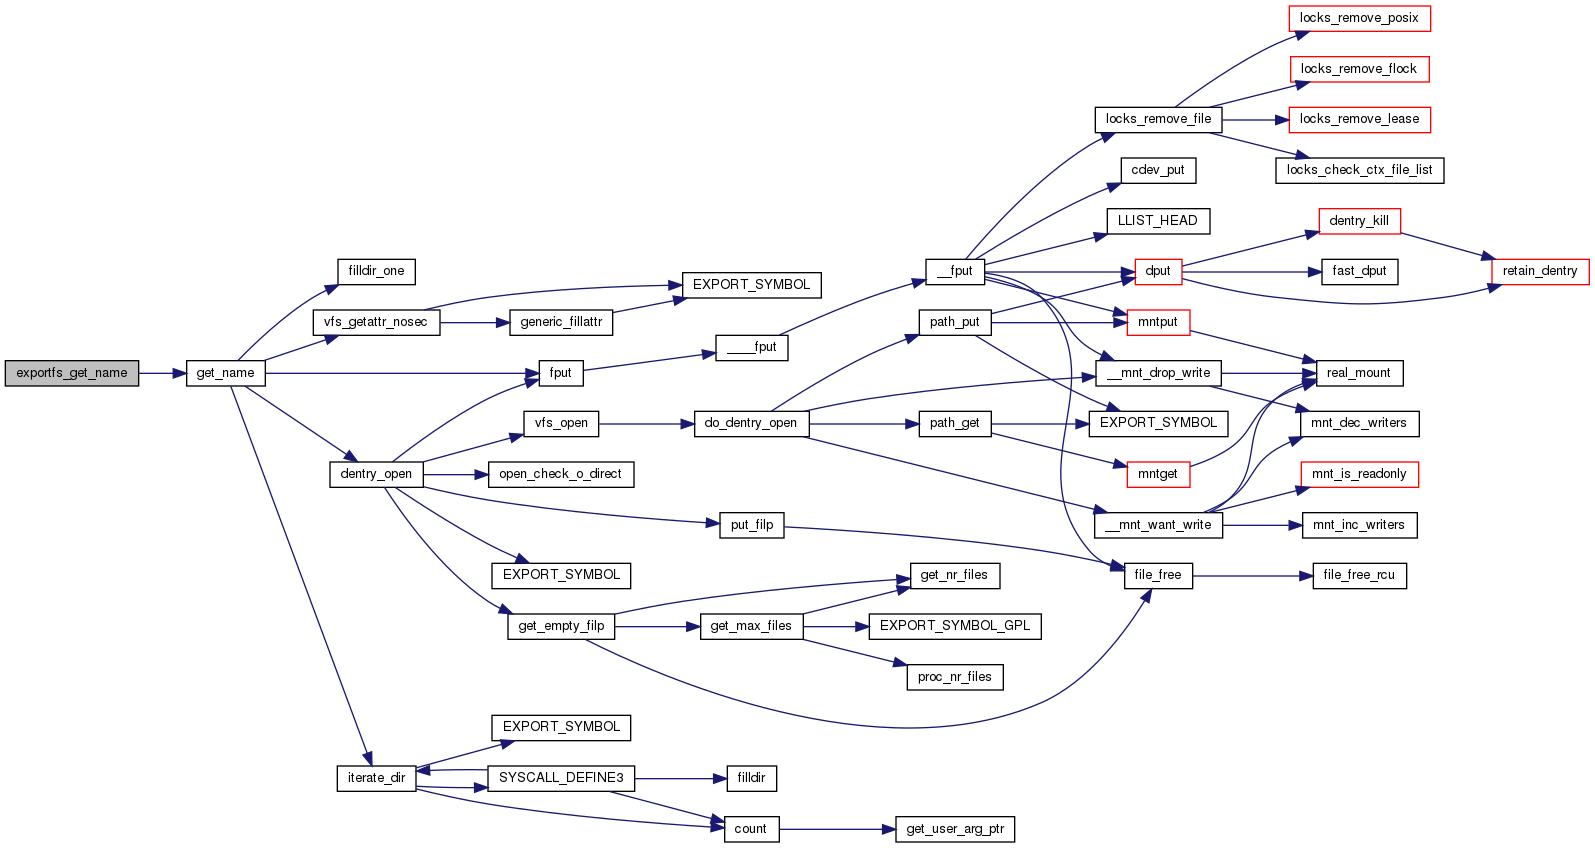 locks_remove_posix
locks_remove_flock
locks_remove_file
locks_remove_lease
cdev_put
locks_check_ctx_file_list
LLIST_HEAD
dentry_kill
filldir_one
__fput
dput
fast_dput
retain_dentry
EXPORT_SYMBOL
vfs_getattr_nosec
generic_fillattr
path_put
mntput
____fput
exportfs_get_name
get_name
fput
__mnt_drop_write
real_mount
vfs_open
do_dentry_open
path_get
EXPORT_SYMBOL
mnt_dec_writers
dentry_open
open_check_o_direct
mntget
mnt_is_readonly
put_filp
__mnt_want_write
mnt_inc_writers
EXPORT_SYMBOL
get_nr_files
file_free
file_free_rcu
get_empty_filp
get_max_files
EXPORT_SYMBOL_GPL
proc_nr_files
EXPORT_SYMBOL
iterate_dir
SYSCALL_DEFINE3
filldir
count
get_user_arg_ptr